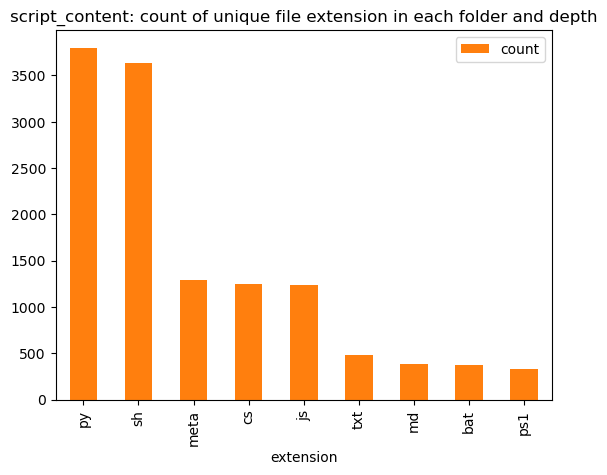 script_content: count of unique file extension in each folder and depth
count
3500
3000
2500
2000
1500
1000
500
0
py
sh
meta
cs
js
txt
md
bat
ps1
extension